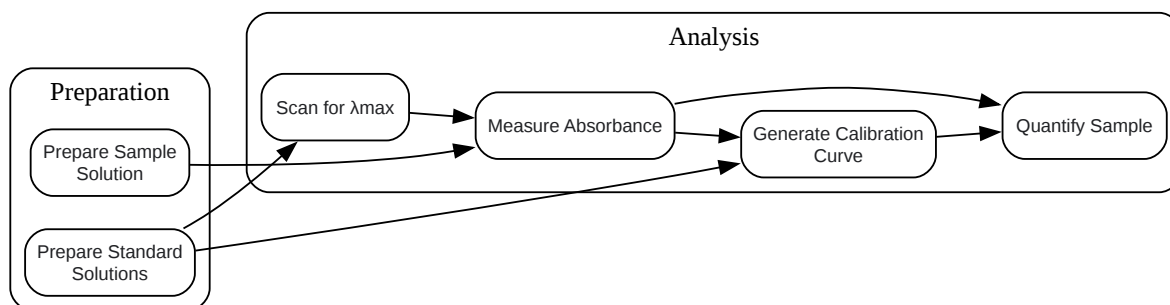 Analysis
Preparation
Scan for λmax
Measure Absorbance
Generate Calibration
Curve
Quantify Sample
Prepare Sample
Solution
Prepare Standard
Solutions